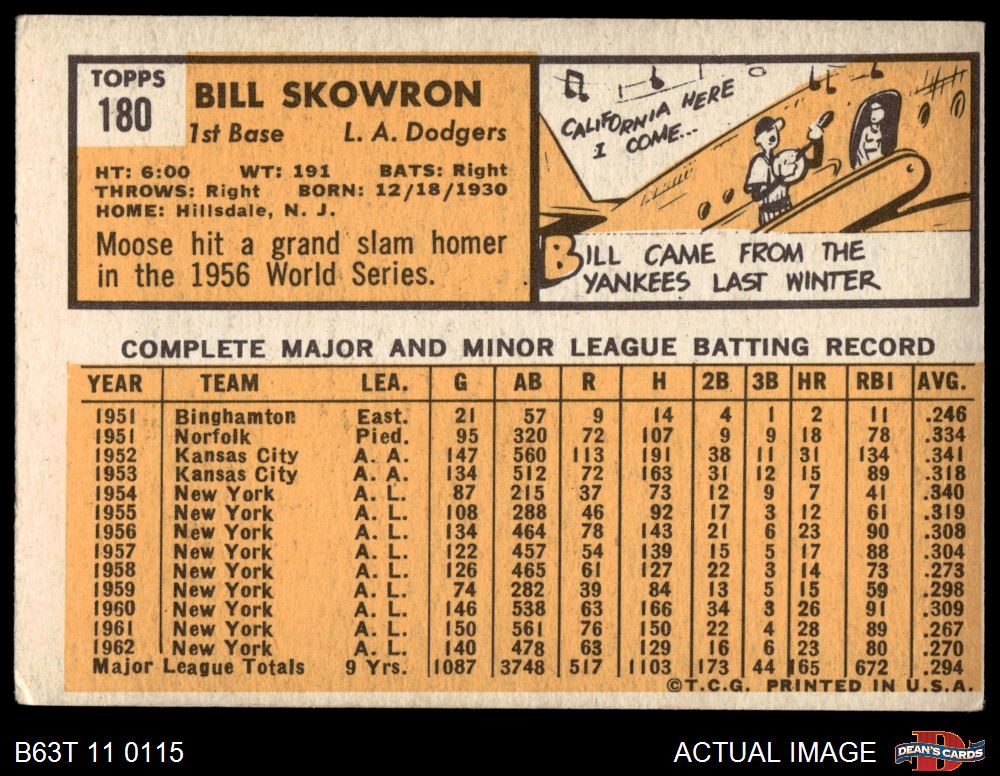 TOPPS
180
BILL SKOWRON
1st Base L. A. Dodgers
HT: 6:00 WT: 191 BATS: Right
THROWS: Right BORN: 12/18/1930
HOME: Hillsdale, N. J.
Moose hit a grand slam homer
in the 1956 World Series.
CALIFORNIA HERE
I COME...
BILL CAME FROM THE
YANKEES LAST WINTER
COMPLETE MAJOR AND MINOR LEAGUE BATTING RECORD
YEAR TEAM LEA. G AB R H 2B 3B HR RBI AVG.
1951 Binghamton East. 21 57 9 14 4 1 2 11 .246
1951 Norfolk Pied. 95 320 72 107 9 9 18 78 .334
1952 Kansas City A. A. 147 560 113 191 38 11 31 134 .341
1953 Kansas City A. A. 134 512 72 163 31 12 15 89 .318
1954 New York A. L. 87 215 37 73 12 9 7 41 .340
1955 New York A. L. 108 288 46 92 17 3 12 61 .319
1956 New York A. L. 134 464 78 143 21 6 23 90 .308
1957 New York A. L. 122 457 54 139 15 5 17 88 .304
1958 New York A. L. 126 465 61 127 22 3 14 73 .273
1959 New York A. L. 74 282 39 84 13 5 15 59 .298
1960 New York A. L. 146 538 63 166 34 3 26 91 .309
1961 New York A. L. 150 561 76 150 22 4 28 89 .267
1962 New York A. L. 140 478 63 129 16 6 23 80 .270
Major League Totals 9 Yrs. 1087 3748 517 1103 173 44 165 672 .294
©T.C.G. PRINTED IN U.S.A.
B63T 11 0115 ACTUAL IMAGE DEAN'S CARDS